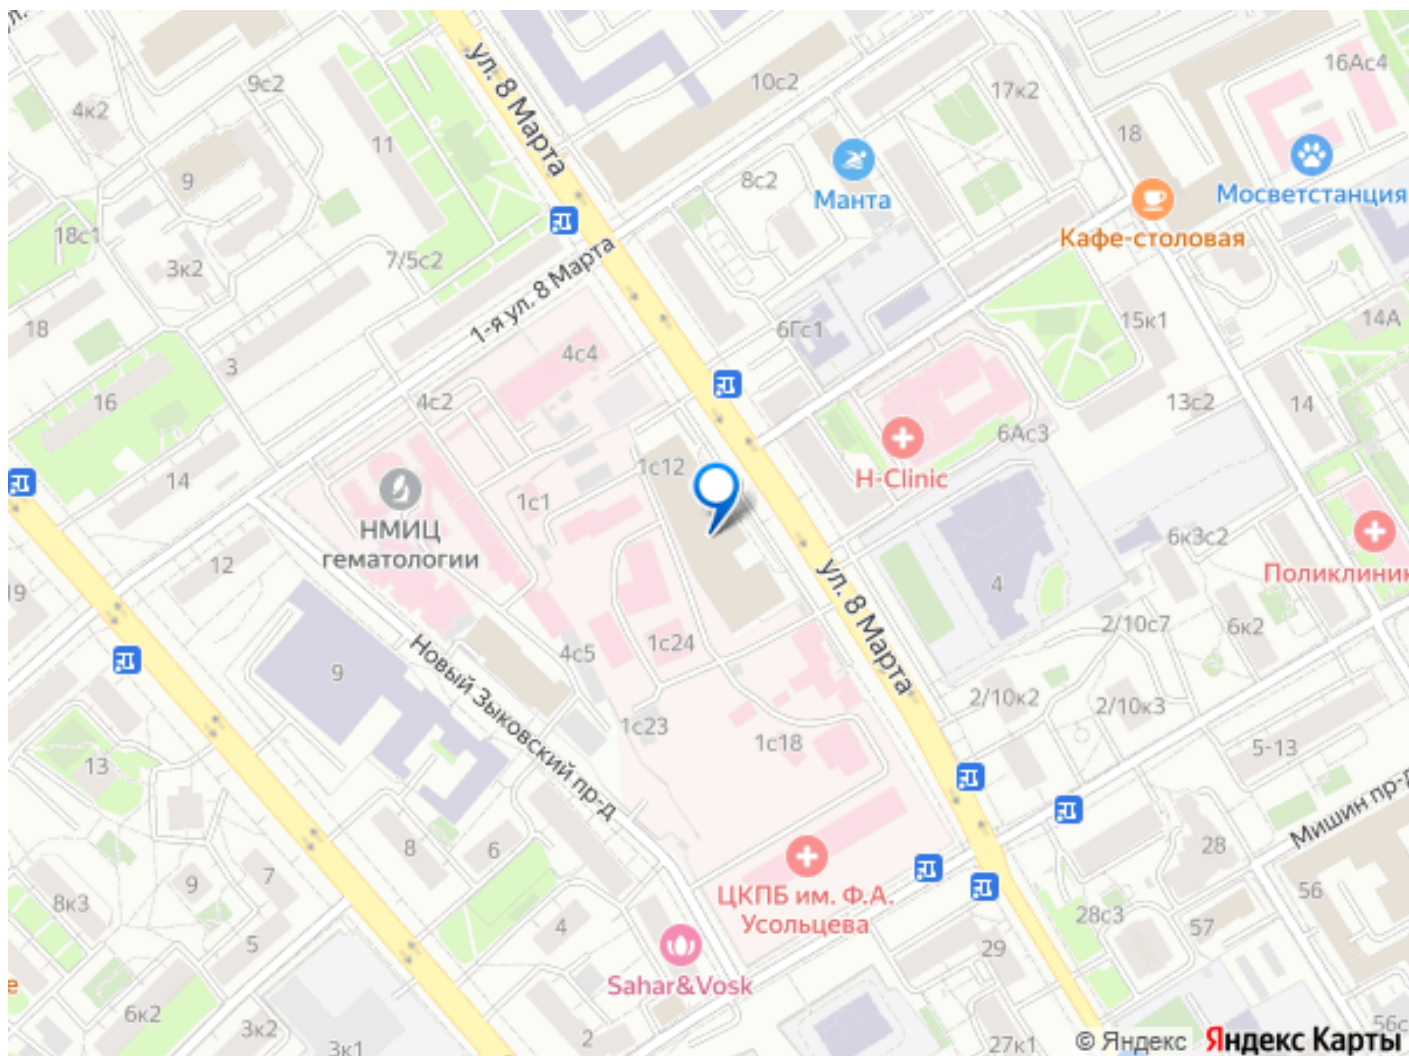 ул. 8 Марта
9с2
4к2
11
10с2
17к2
16Ас4
18
9
8с2
Манта
Мосветстанция
Кафе-столовая
18с1
3к2
7/5с2
1-я ул. 8 Марта
18
3
4с4
6Гс1
15к1
14А
16
4с2
13с2
14
6Ас3
H-Clinic
14
1с12
1с1
НМИЦ
гематологии
12
19
6к3с2
Поликлиник
4
ул. 8 Марта
2/10с7
6к2
1с24
4с5
9
Новый Зыковский пр-д
2/10к2
2/10к3
1с23
1с18
5-13
13
Мишин пр-д
8
6
28
ЦКПБ им. Ф.А.
Усольцева
7
9
8к3
56
28с3
57
4
5
29
Sahar&Vosk
е
6к2
3к2
3к1
2
27к1
56с
© Яндекс Яндекс Карты